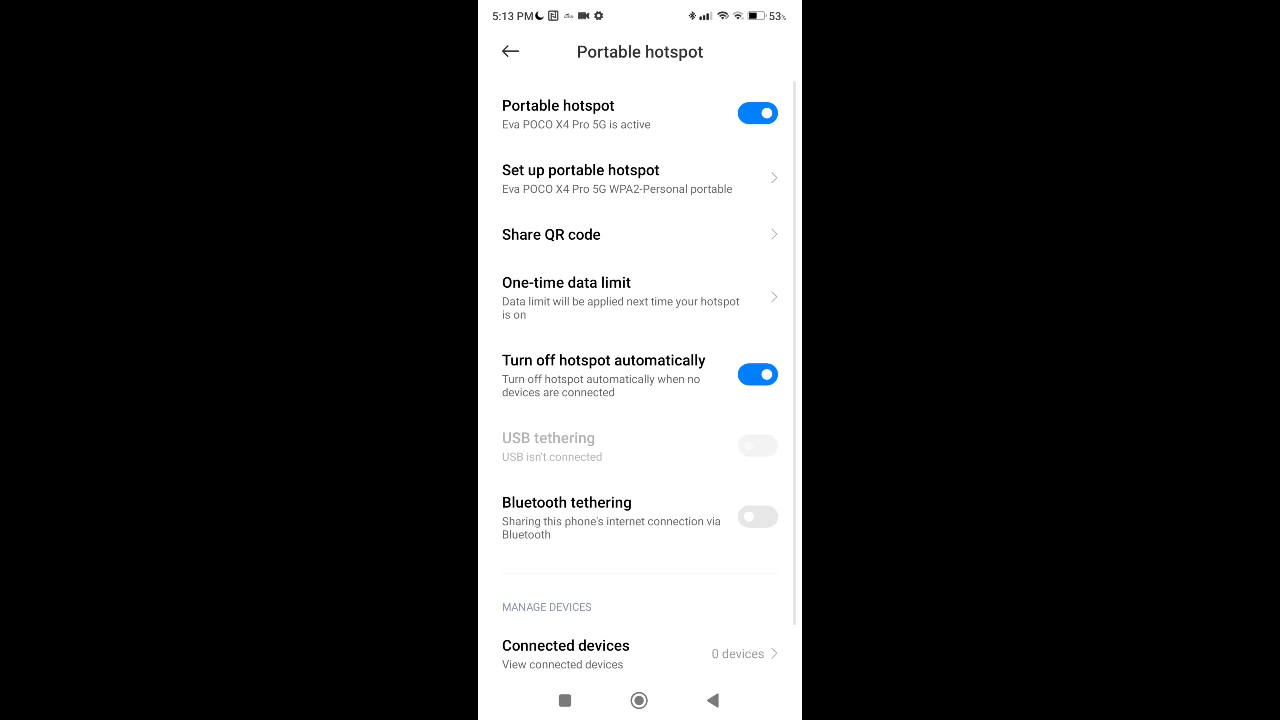 5:13 PM
53%
Portable hotspot
Portable hotspot
Eva POCO X4 Pro 5G is active
Set up portable hotspot
Eva POCO X4 Pro 5G WPA2-Personal portable
Share QR code
One-time data limit
Data limit will be applied next time your hotspot
is on
Turn off hotspot automatically
Turn off hotspot automatically when no
devices are connected
USB tethering
USB isn't connected
Bluetooth tethering
Sharing this phone's internet connection via
Bluetooth
MANAGE DEVICES
Connected devices
0 devices
View connected devices